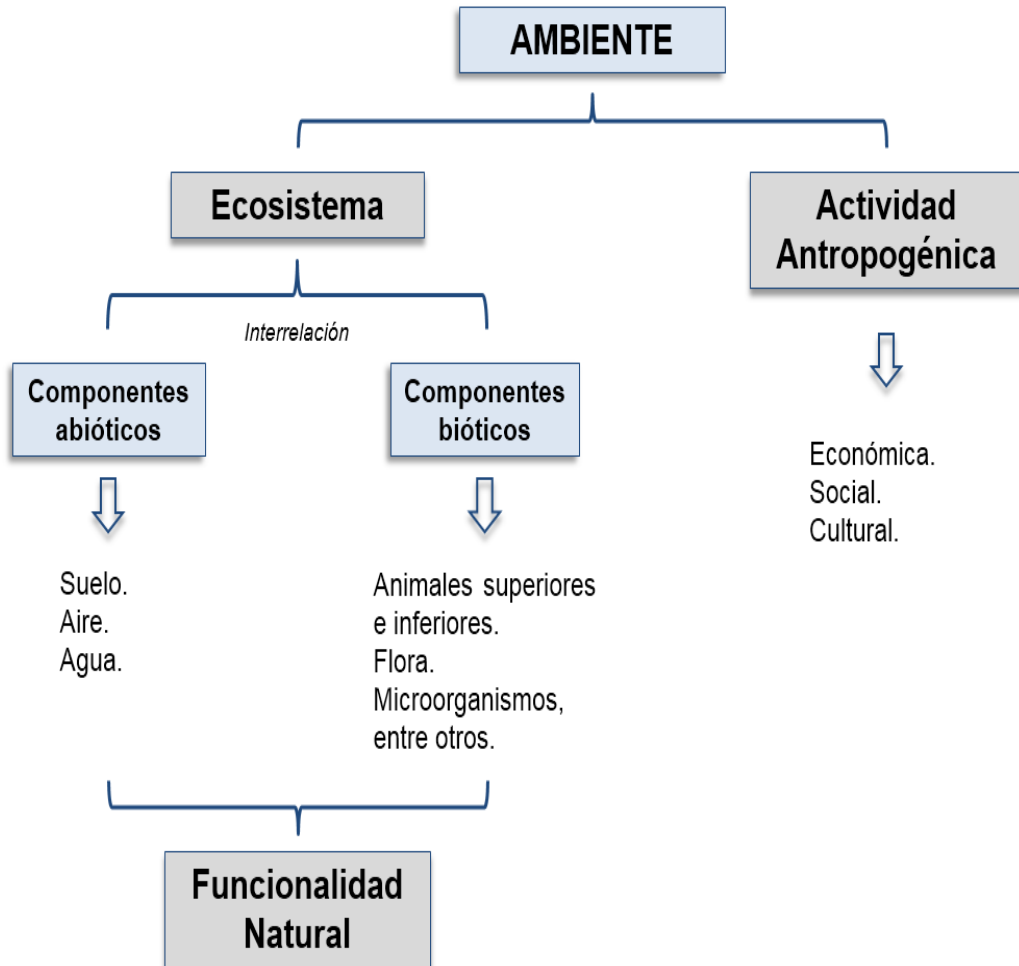 AMBIENTE
Ecosistema
Actividad
Antropogénica
Interrelación
Componentes
abióticos
Componentes
bióticos
Económica.
Social.
Cultural.
Suelo.
Aire.
Agua.
Animales superiores
e inferiores.
Flora.
Microorganismos,
entre otros.
Funcionalidad
Natural